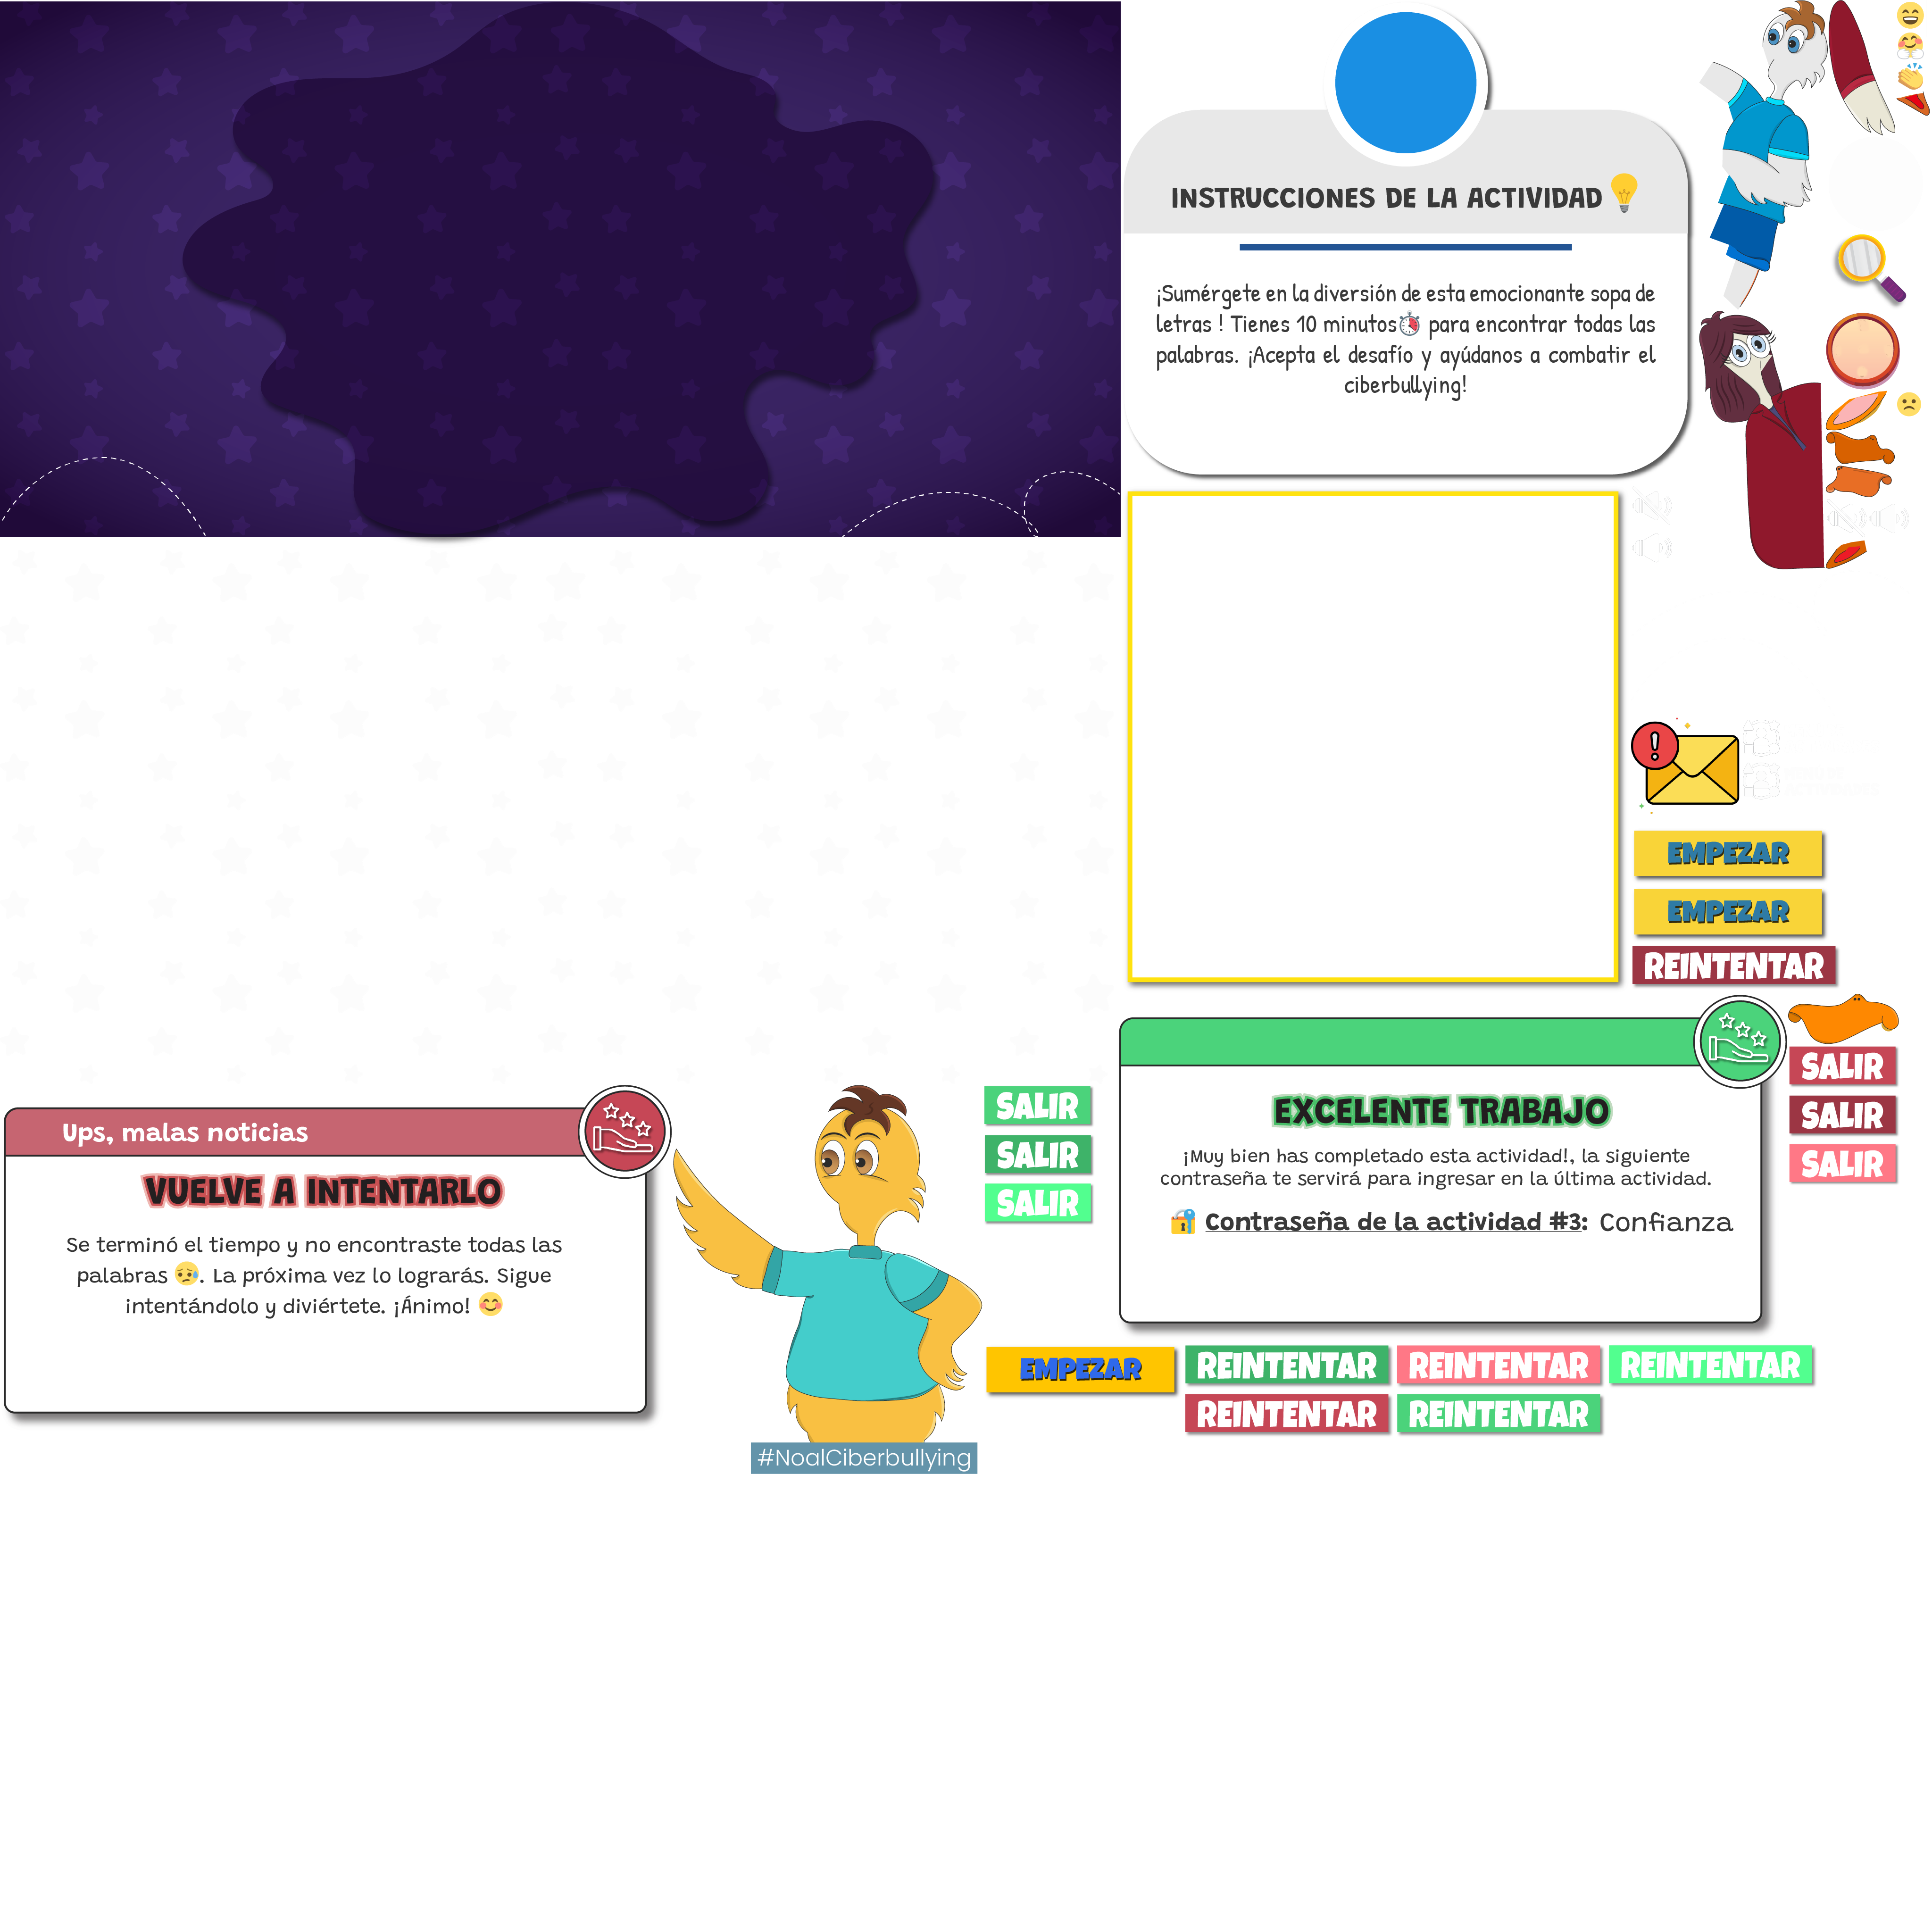 INSTRUCCIONES DE LA ACTIVIDAD
¡Sumérgete en la diversión de esta emocionante sopa de
letras ! Tienes 10 minutos para encontrar todas las
palabras. ¡Acepta el desafío y ayúdanos a combatir el
ciberbullying!
EMPEZAR
EMPEZAR
REINTENTAR
Ups, malas noticias
VUELVE A INTENTARLO
Se terminó el tiempo y no encontraste todas las
palabras . La próxima vez lo lograrás. Sigue
intentándolo y diviértete. ¡Ánimo!
#NoalCiberbullying
SALIR
SALIR
SALIR
EXCELENTE TRABAJO
¡Muy bien has completado esta actividad!, la siguiente
contraseña te servirá para ingresar en la última actividad.
Contraseña de la actividad #3: Confianza
SALIR
SALIR
SALIR
EMPEZAR
REINTENTAR
REINTENTAR
REINTENTAR
REINTENTAR
REINTENTAR